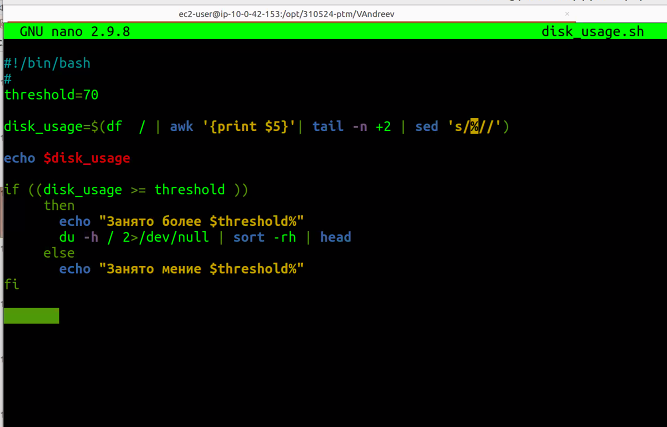 ec2-user@ip-10-0-42-153:/opt/310524-ptm/VAndreev ×
GNU nano 2.9.8 disk_usage.sh
#!/bin/bash
#
threshold=70
disk_usage=$(df  / | awk '{print $5}'| tail -n +2 | sed 's/%//')
echo $disk_usage
if ((disk_usage >= threshold ))
     then
       echo "Занято более $threshold%"
       du -h / 2>/dev/null | sort -rh | head
     else
       echo "Занято мение $threshold%"
fi